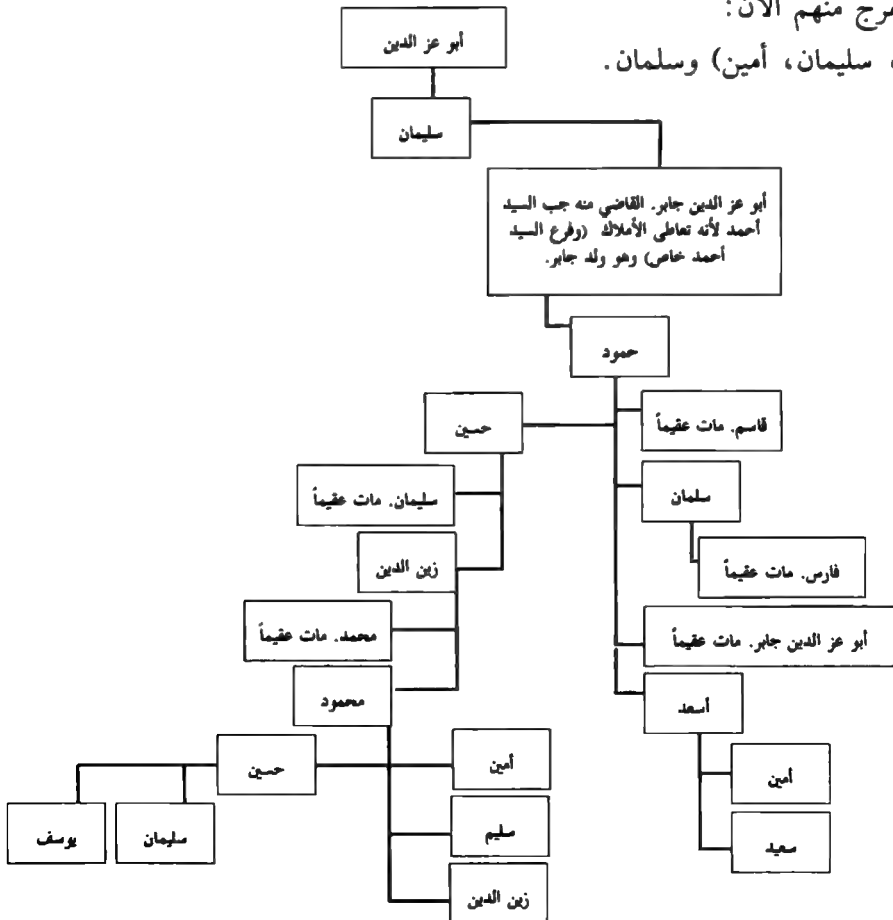 منهم الآن:
سليمان، أمين) وسلمان.
أبو عز الدين
سليمان
أبو عز الدين جابر. القاضي منه جب السيد
أحمد لأنه تعاطى الأملاك (وفرع السيد
أحمد خاص) وهو ولد جابر.
حمود
قاسم. مات عقيماً
حسين
سلمان
سليمان. مات عقيماً
فارس. مات عقيماً
زين الدين
محمد. مات عقيماً
أبو عز الدين جابر. مات عقيماً
محمود
أسعد
أمين
حسين
أمين
سليم
سعيد
سليمان
يوسف
زين الدين